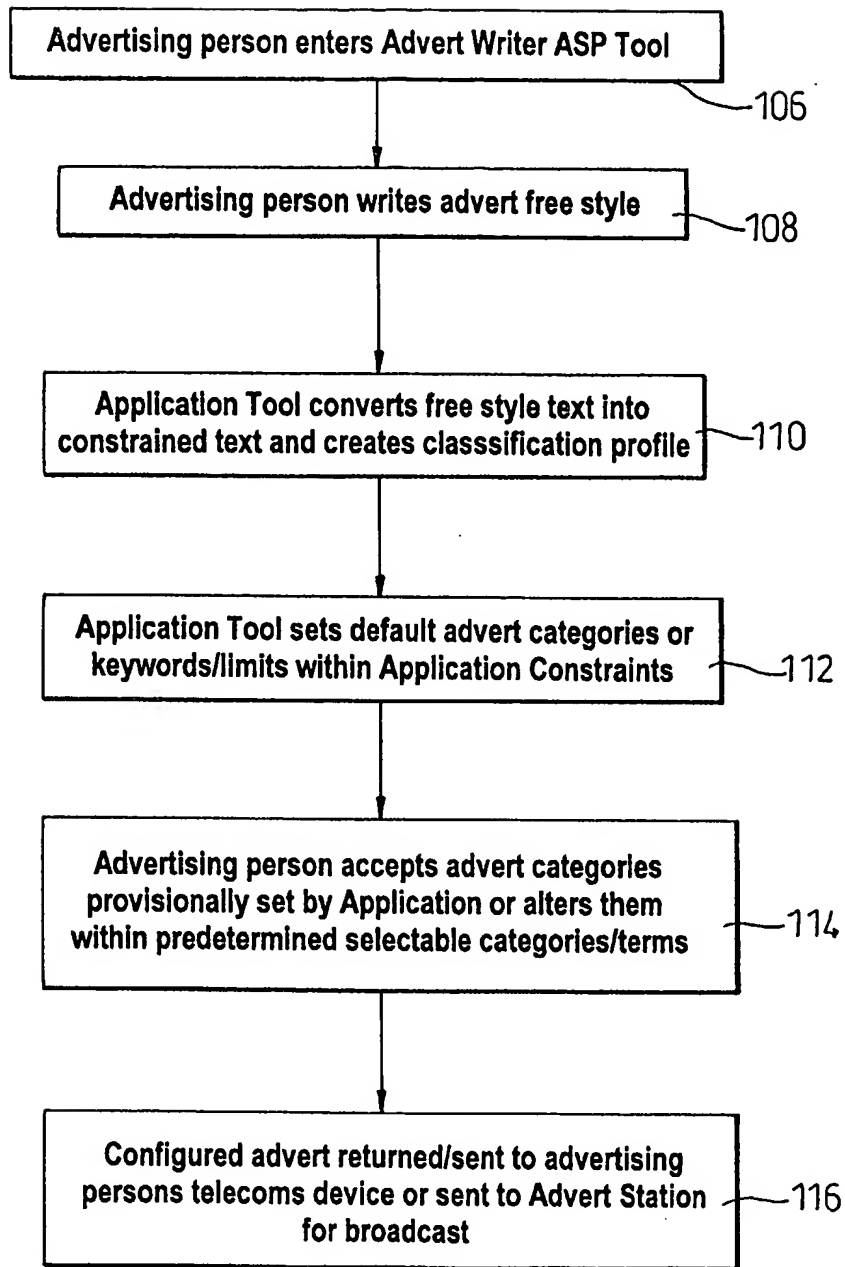 Advertising person enters Advert Writer ASP Tool
106
Advertising person writes advert free style
108
Application Tool converts free style text into
constrained text and creates classsification profile
110
Application Tool sets default advert categories or
keywords/limits within Application Constraints
112
Advertising person accepts advert categories
provisionally set by Application or alters them
within predetermined selectable categories/terms
114
Configured advert returned/sent to advertising
persons telecoms device or sent to Advert Station
for broadcast
116